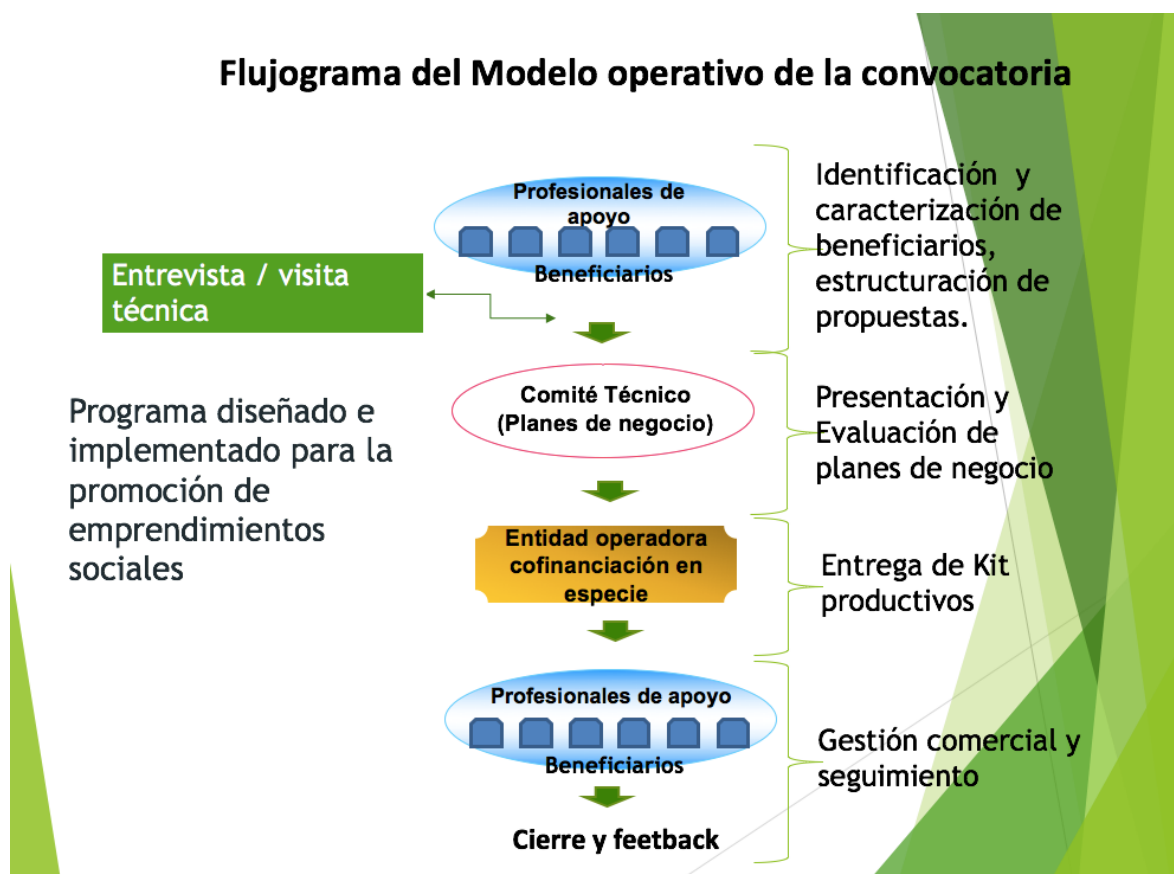 Flujograma del Modelo operativo de la convocatoria
Profesionales de
apoyo
Beneficiarios
Identificación y
caracterización de
beneficiarios,
estructuración de
propuestas.
Entrevista / visita
técnica
Comité Técnico
(Planes de negocio)
Presentación y
Evaluación de
planes de negocio
Programa diseñado e
implementado para la
promoción de
emprendimientos
sociales
Entidad operadora
cofinanciación en
especie
Entrega de Kit
productivos
Profesionales de apoyo
Beneficiarios
Gestión comercial y
seguimiento
Cierre y feetback